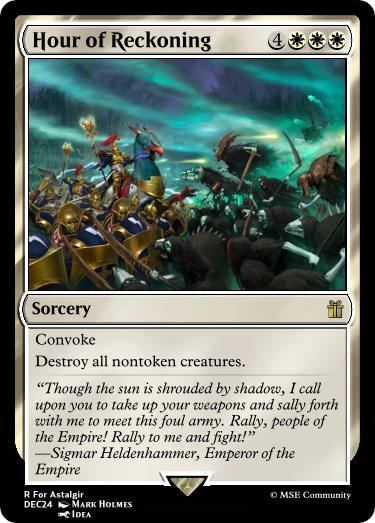 Hour of Reckoning 4
Sorcery
Convoke
Destroy all nontoken creatures.
“Though the sun is shrouded by shadow, I call
upon you to take up your weapons and sally forth
with me to meet this foul army. Rally, people of
the Empire! Rally to me and fight!”
—Sigmar Heldenhammer, Emperor of the
Empire
R For Astalgir
DEC24 Mark Holmes
Idea
© MSE Community